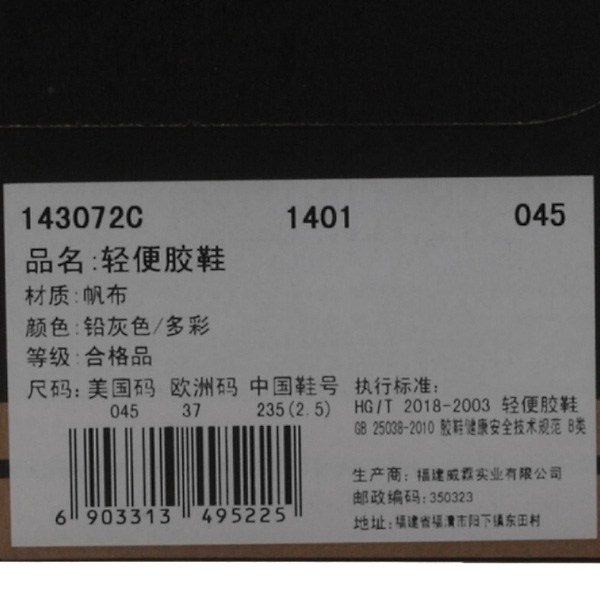 143072C 1401 045
品名:轻便胶鞋
材质:帆布
颜色:铅灰色/多彩
等级:合格品
尺码: 美国码 欧洲码 中国鞋号
045 37 235(2.5)
6 903313 495225
执行标准:
HG/T 2018-2003 轻便胶鞋
GB 25038-2010 胶鞋健康安全技术规范 B类
生产商: 福建威霖实业有限公司
邮政编码:350323
地址:福建省福清市阳下镇东田村